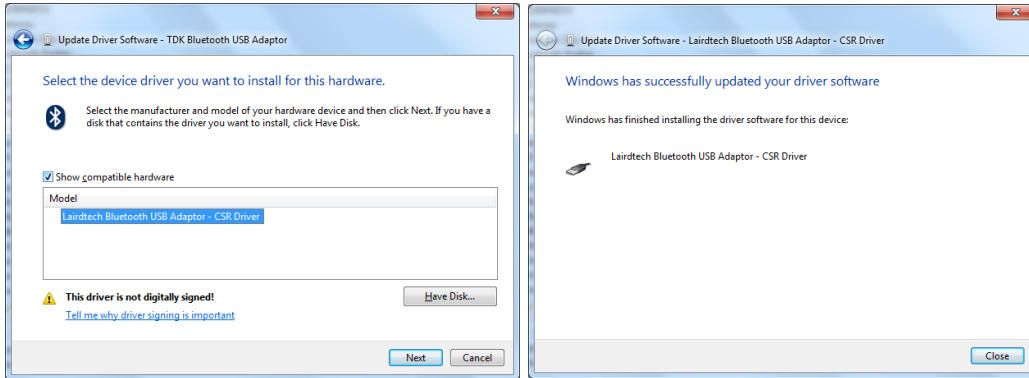 Update Driver Software - TDK Bluetooth USB Adaptor
Select the device driver you want to install for this hardware.
Select the manufacturer and model of your hardware device and then click Next. If you have a
disk that contains the driver you want to install, click Have Disk.
Show compatible hardware
Model
Lairdtech Bluetooth USB Adaptor - CSR Driver
This driver is not digitally signed!
Tell me why driver signing is important
Have Disk...
Next
Cancel
Update Driver Software - Lairdtech Bluetooth USB Adaptor - CSR Driver
Windows has successfully updated your driver software
Windows has finished installing the driver software for this device:
Lairdtech Bluetooth USB Adaptor - CSR Driver
Close